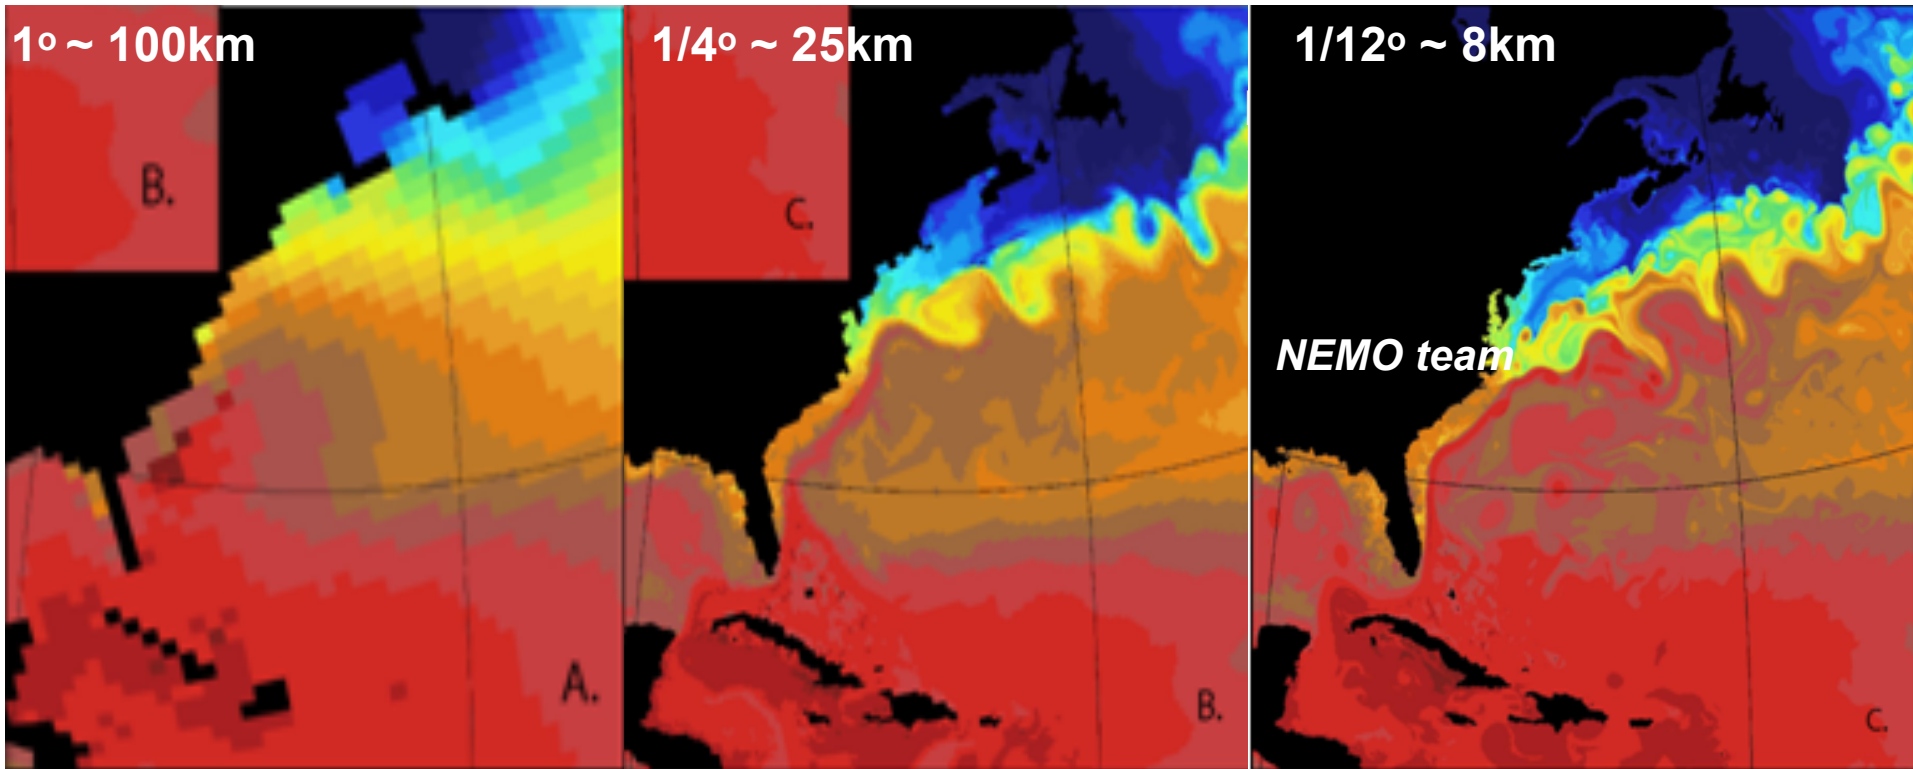 1º ~ 100km
1/4º ~ 25km
1/12º ~ 8km
B.
C.
NEMO team
A.
B.
C.